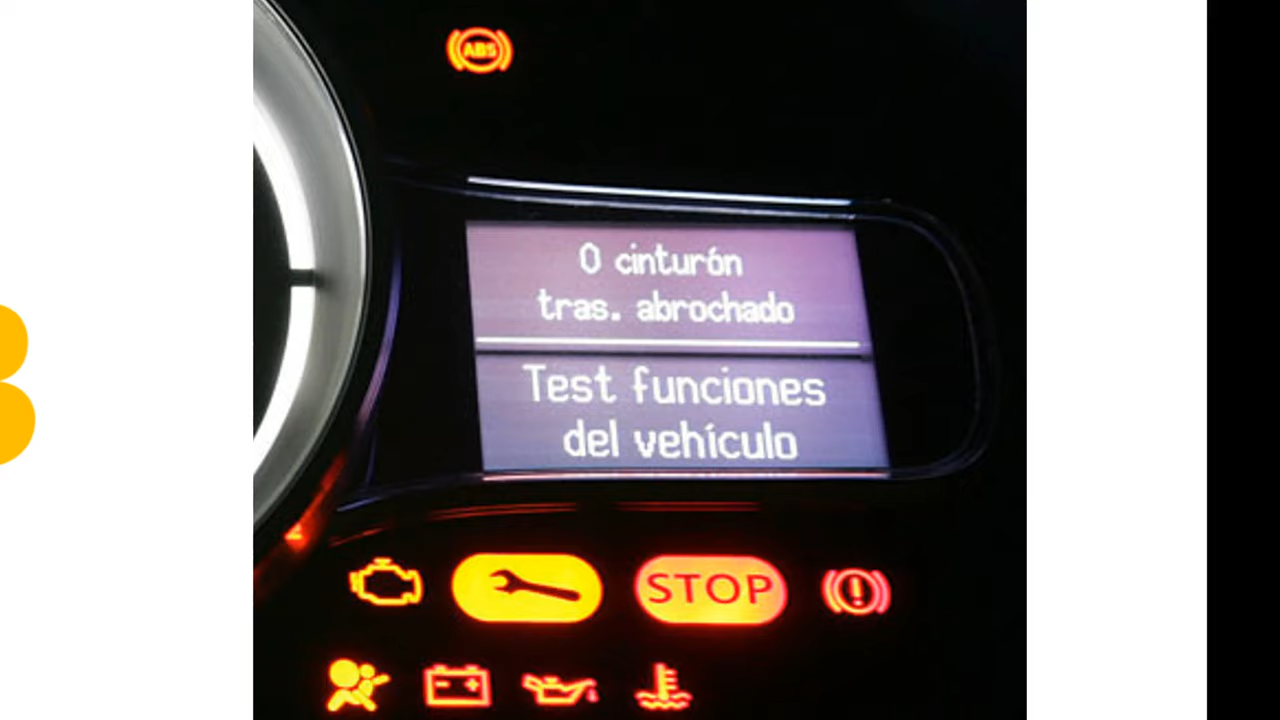 ABS
0 cinturón
tras. abrochado
Test funciones
del vehículo
STOP